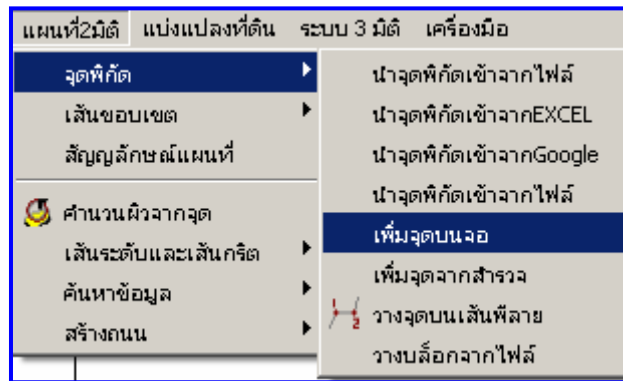 แผนที่2มิติ แบ่งแปลงที่ดิน ระบบ 3 มิติ เครื่องมือ
จุดพิกัด
เส้นขอบเขต
สัญญลักษณ์แผนที่
คำนวนผิวจากจุด
เส้นระดับและเส้นกริต
ค้นหาข้อมูล
สร้างถนน
นำจุดพิกัดเข้าจากไฟล์
นำจุดพิกัดเข้าจากEXCEL
นำจุดพิกัดเข้าจากGoogle
นำจุดพิกัดเข้าจากไฟล์
เพิ่มจุดบนจอ
เพิ่มจุดจากสำรวจ
วางจุดบนเส้นพีลาย
วางบล็อกจากไฟล์